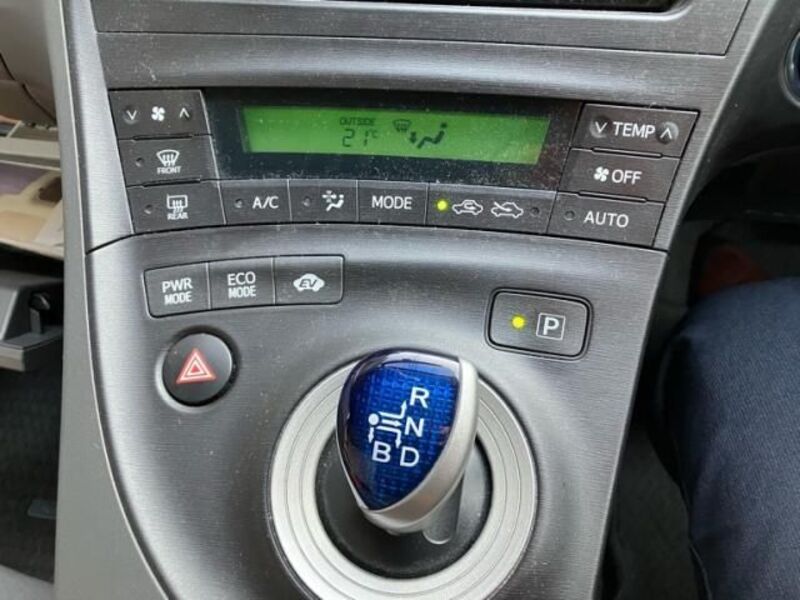 OUTSIDE
21°C
TEMP
FRONT
OFF
REAR
A/C
MODE
AUTO
PWR
MODE
ECO
MODE
EV
P
R
N
B D